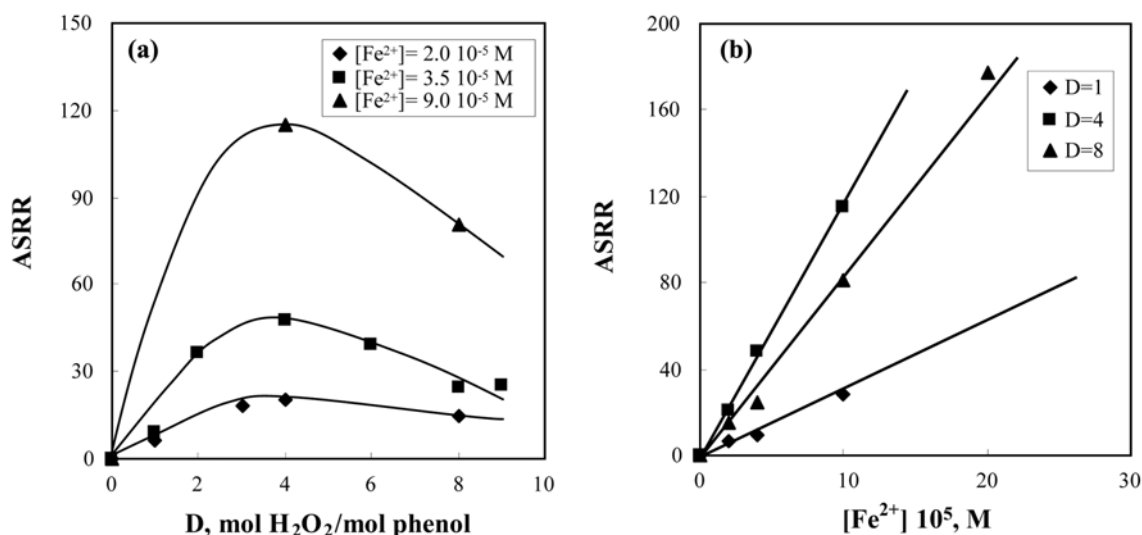 (a)
[Fe²⁺]= 2.0 10⁻⁵ M
[Fe²⁺]= 3.5 10⁻⁵ M
[Fe²⁺]= 9.0 10⁻⁵ M
150
120
90
60
30
0
ASRR
0 2 4 6 8 10
D, mol H₂O₂/mol phenol
(b)
D=1
D=4
D=8
200
160
120
80
40
0
ASRR
0 10 20 30
[Fe²⁺] 10⁵, M